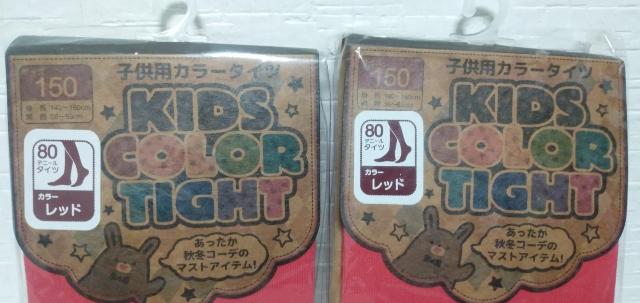 150
子供用カラータイツ
身長 140~160cm
KIDS
COLOR
TIGHT
80
デニール
タイツ
カラー
レッド
あったか
秋冬コーデの
マストアイテム!
150
子供用カラータイツ
KIDS
COLOR
TIGHT
80
デニール
タイツ
カラー
レッド
あったか
秋冬コーデの
マストアイテム!